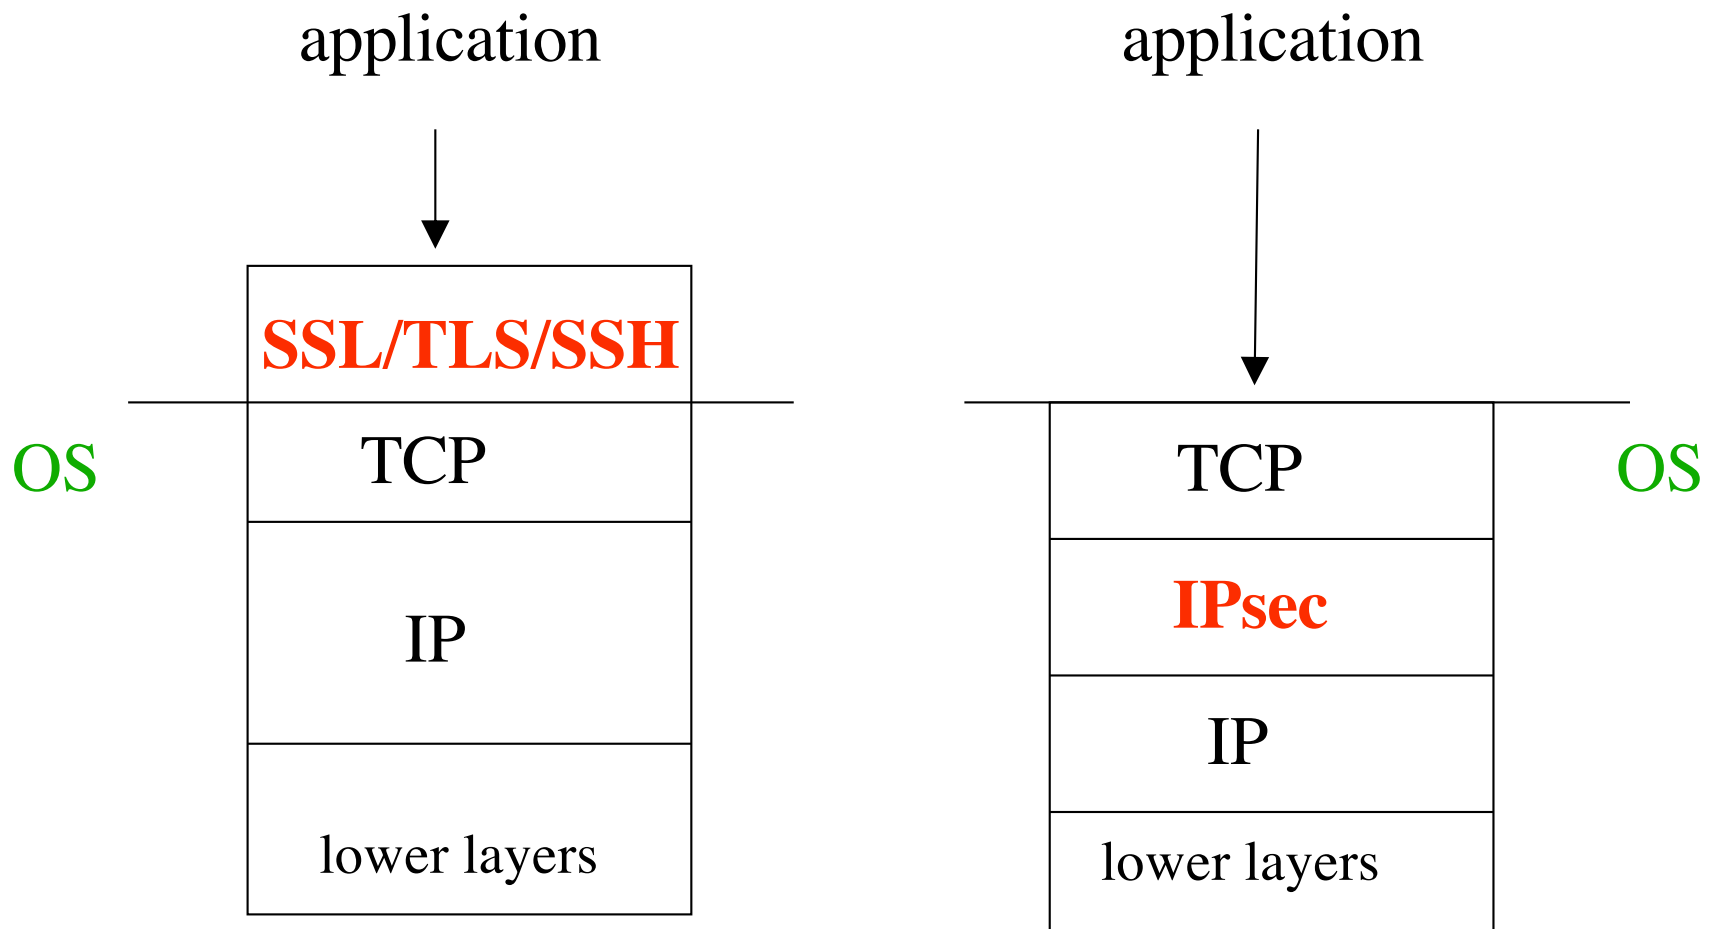 application
SSL/TLS/SSH
OS
TCP
IP
lower layers
application
TCP
OS
IPsec
IP
lower layers